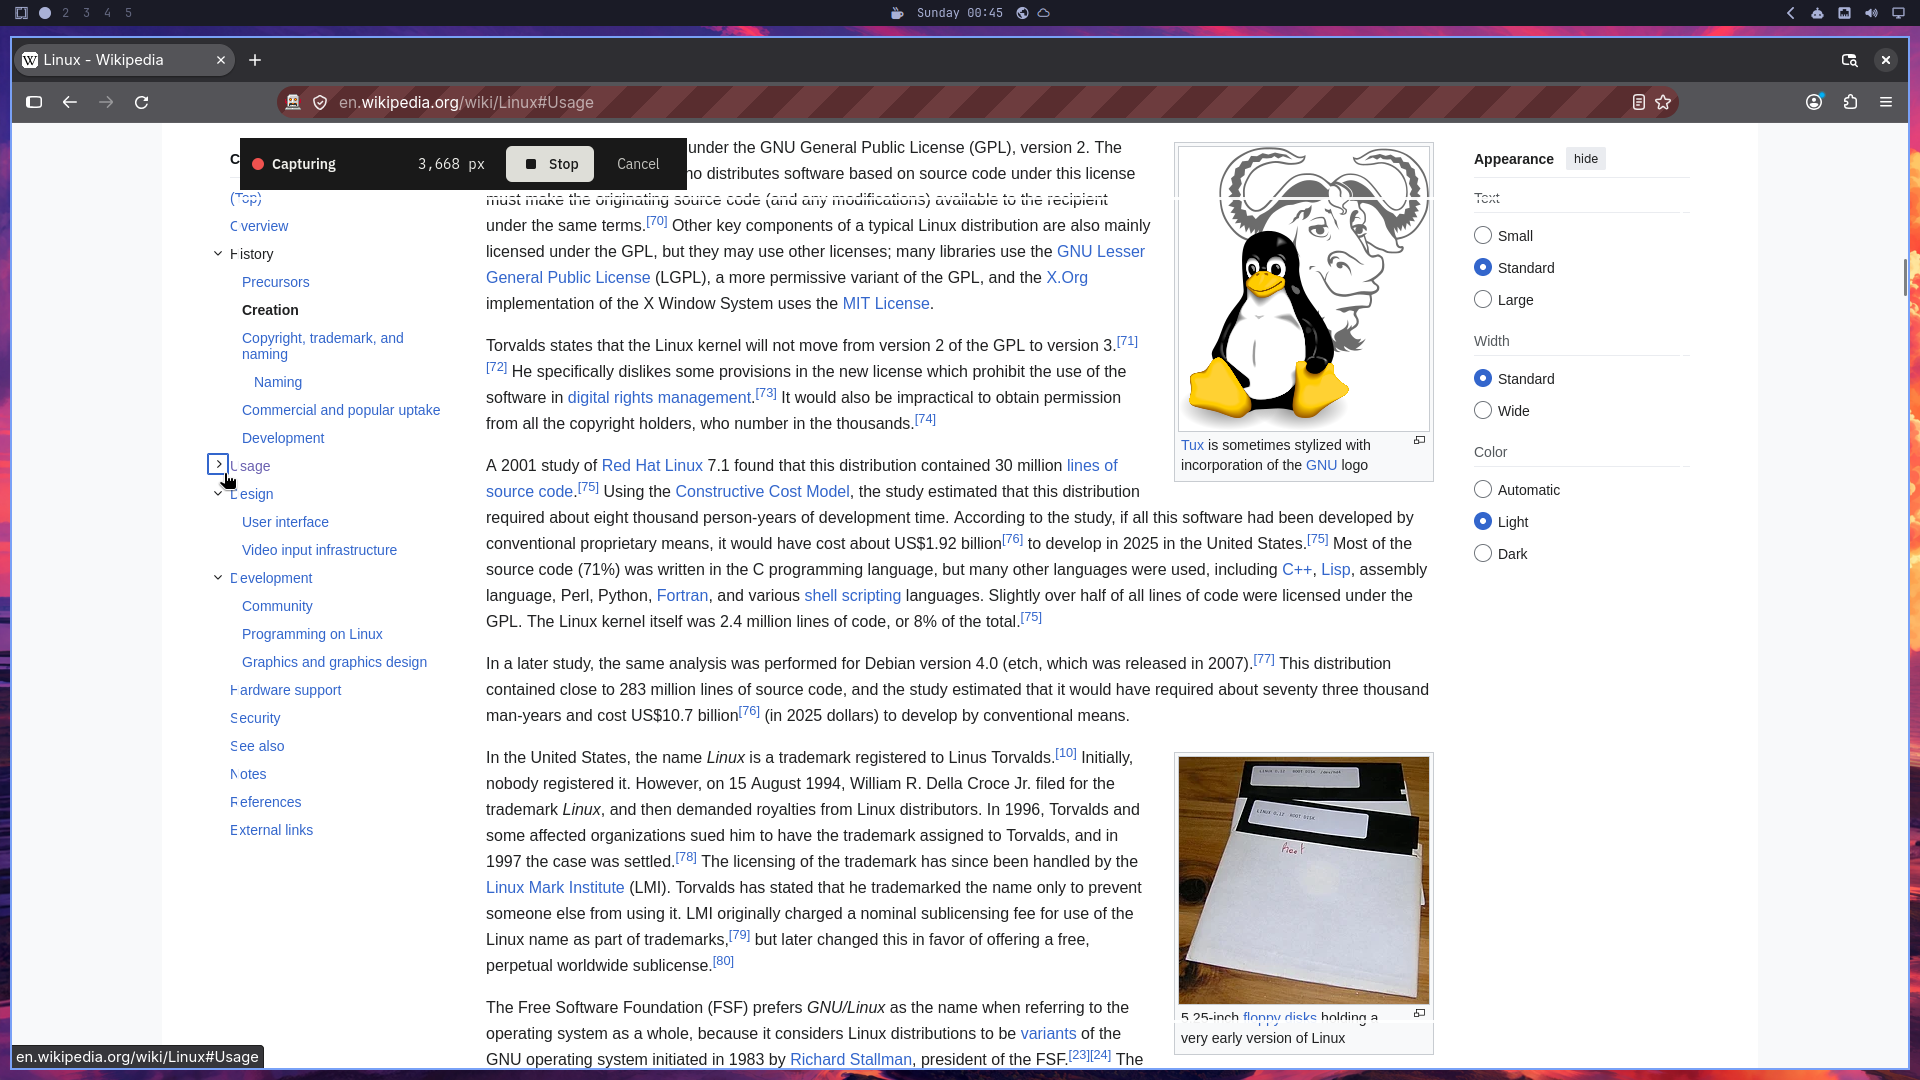 2 3 4 5
Sunday 00:45
Linux - Wikipedia
en.wikipedia.org/wiki/Linux#Usage
Capturing 3,668 px Stop Cancel
(Top)
Overview
History
Precursors
Creation
Copyright, trademark, and
naming
Naming
Commercial and popular uptake
Development
Usage
Design
User interface
Video input infrastructure
Development
Community
Programming on Linux
Graphics and graphics design
Hardware support
Security
See also
Notes
References
External links
under the GNU General Public License (GPL), version 2. The
who distributes software based on source code under this license
must make the originating source code (and any modifications) available to the recipient
under the same terms.[70] Other key components of a typical Linux distribution are also mainly
licensed under the GPL, but they may use other licenses; many libraries use the GNU Lesser
General Public License (LGPL), a more permissive variant of the GPL, and the X.Org
implementation of the X Window System uses the MIT License.
Torvalds states that the Linux kernel will not move from version 2 of the GPL to version 3.[71]
[72] He specifically dislikes some provisions in the new license which prohibit the use of the
software in digital rights management.[73] It would also be impractical to obtain permission
from all the copyright holders, who number in the thousands.[74]
A 2001 study of Red Hat Linux 7.1 found that this distribution contained 30 million lines of
source code.[75] Using the Constructive Cost Model, the study estimated that this distribution
required about eight thousand person-years of development time. According to the study, if all this software had been developed by
conventional proprietary means, it would have cost about US$1.92 billion[76] to develop in 2025 in the United States.[75] Most of the
source code (71%) was written in the C programming language, but many other languages were used, including C++, Lisp, assembly
language, Perl, Python, Fortran, and various shell scripting languages. Slightly over half of all lines of code were licensed under the
GPL. The Linux kernel itself was 2.4 million lines of code, or 8% of the total.[75]
In a later study, the same analysis was performed for Debian version 4.0 (etch, which was released in 2007).[77] This distribution
contained close to 283 million lines of source code, and the study estimated that it would have required about seventy three thousand
man-years and cost US$10.7 billion[76] (in 2025 dollars) to develop by conventional means.
In the United States, the name Linux is a trademark registered to Linus Torvalds.[10] Initially,
nobody registered it. However, on 15 August 1994, William R. Della Croce Jr. filed for the
trademark Linux, and then demanded royalties from Linux distributors. In 1996, Torvalds and
some affected organizations sued him to have the trademark assigned to Torvalds, and in
1997 the case was settled.[78] The licensing of the trademark has since been handled by the
Linux Mark Institute (LMI). Torvalds has stated that he trademarked the name only to prevent
someone else from using it. LMI originally charged a nominal sublicensing fee for use of the
Linux name as part of trademarks,[79] but later changed this in favor of offering a free,
perpetual worldwide sublicense.[80]
The Free Software Foundation (FSF) prefers GNU/Linux as the name when referring to the
operating system as a whole, because it considers Linux distributions to be variants of the
GNU operating system initiated in 1983 by Richard Stallman, president of the FSF.[23][24] The
Tux is sometimes stylized with
incorporation of the GNU logo
5.25-inch floppy disks holding a
very early version of Linux
Appearance hide
Text
Small
Standard
Large
Width
Standard
Wide
Color
Automatic
Light
Dark
en.wikipedia.org/wiki/Linux#Usage